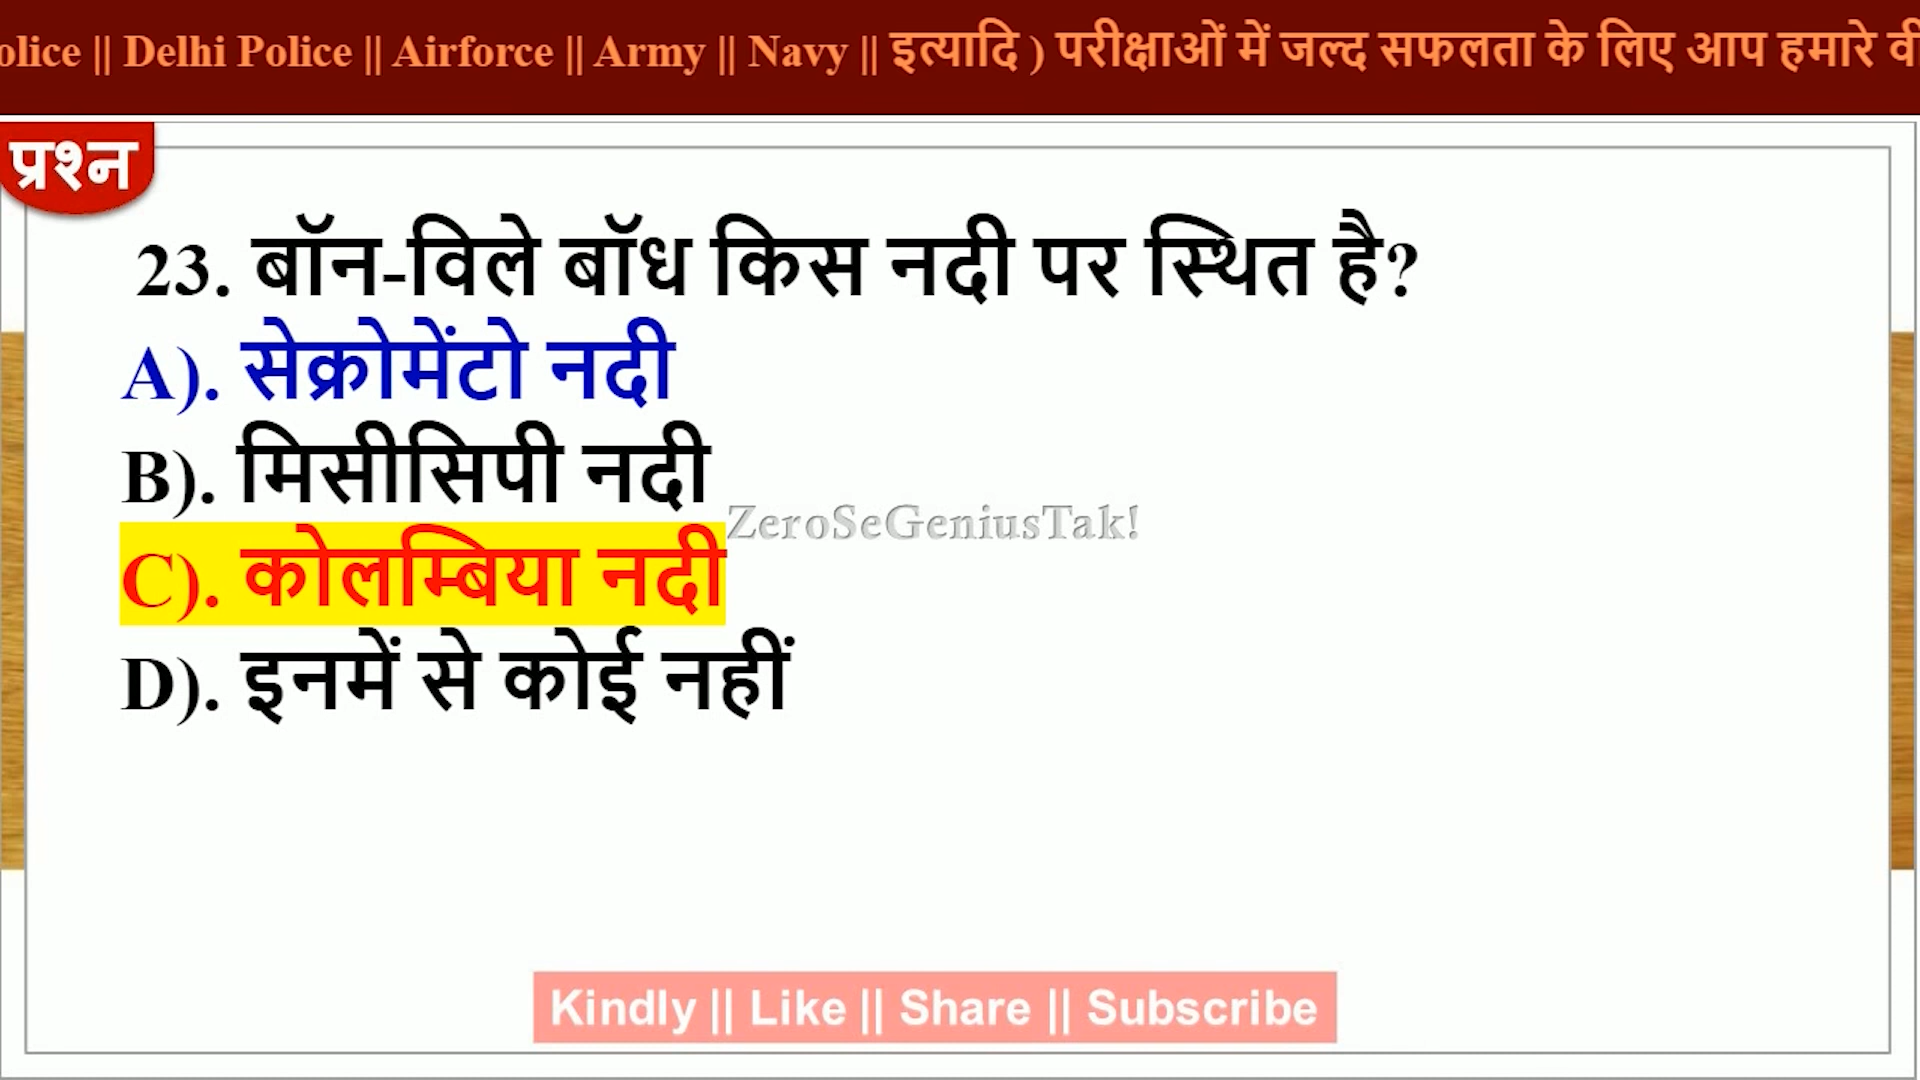 olice || Delhi Police || Airforce || Army || Navy || इत्यादि ) परीक्षाओं में जल्द सफलता के लिए आप हमारे वी
प्रश्न
23. बॉन-विले बॉध किस नदी पर स्थित है?
A). सेक्रोमेंटो नदी
B). मिसीसिपी नदी
ZeroSeGeniusTak!
C). कोलम्बिया नदी
D). इनमें से कोई नहीं
Kindly || Like || Share || Subscribe